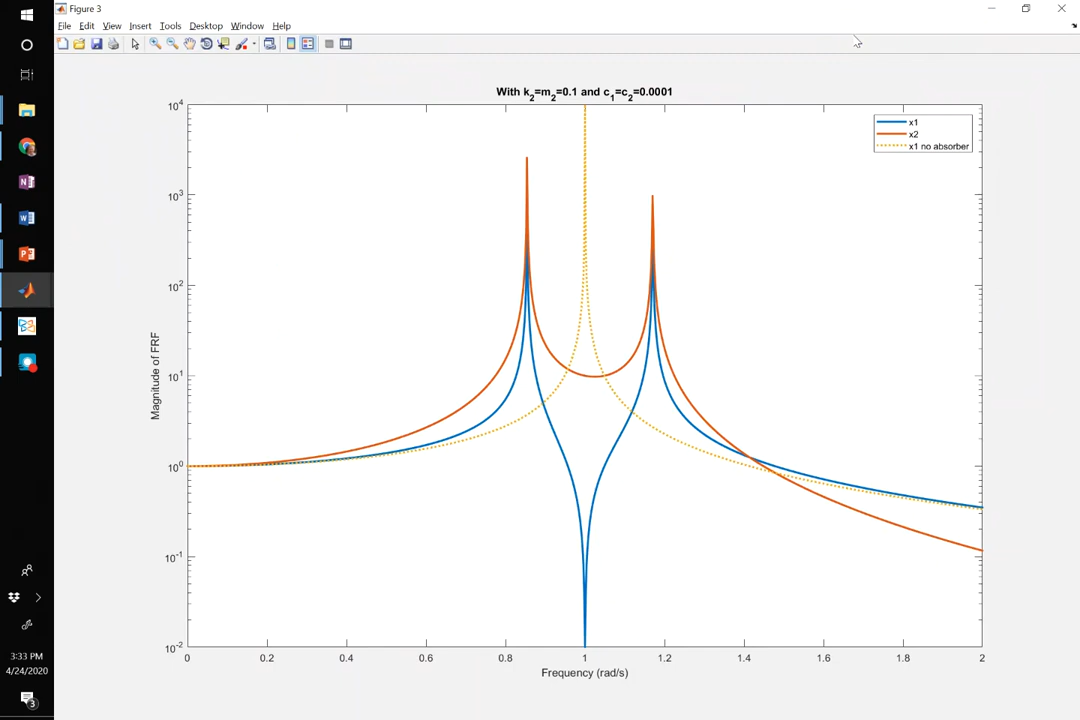 Figure 3
File Edit View Insert Tools Desktop Window Help
With k2=m2=0.1 and c1=c2=0.0001
x1
x2
x1 no absorber
10^4
10^3
10^2
10^1
10^0
10^-1
10^-2
Magnitude of FRF
0 0.2 0.4 0.6 0.8 1 1.2 1.4 1.6 1.8 2
Frequency (rad/s)
N
W
P
3:33 PM
4/24/2020
3